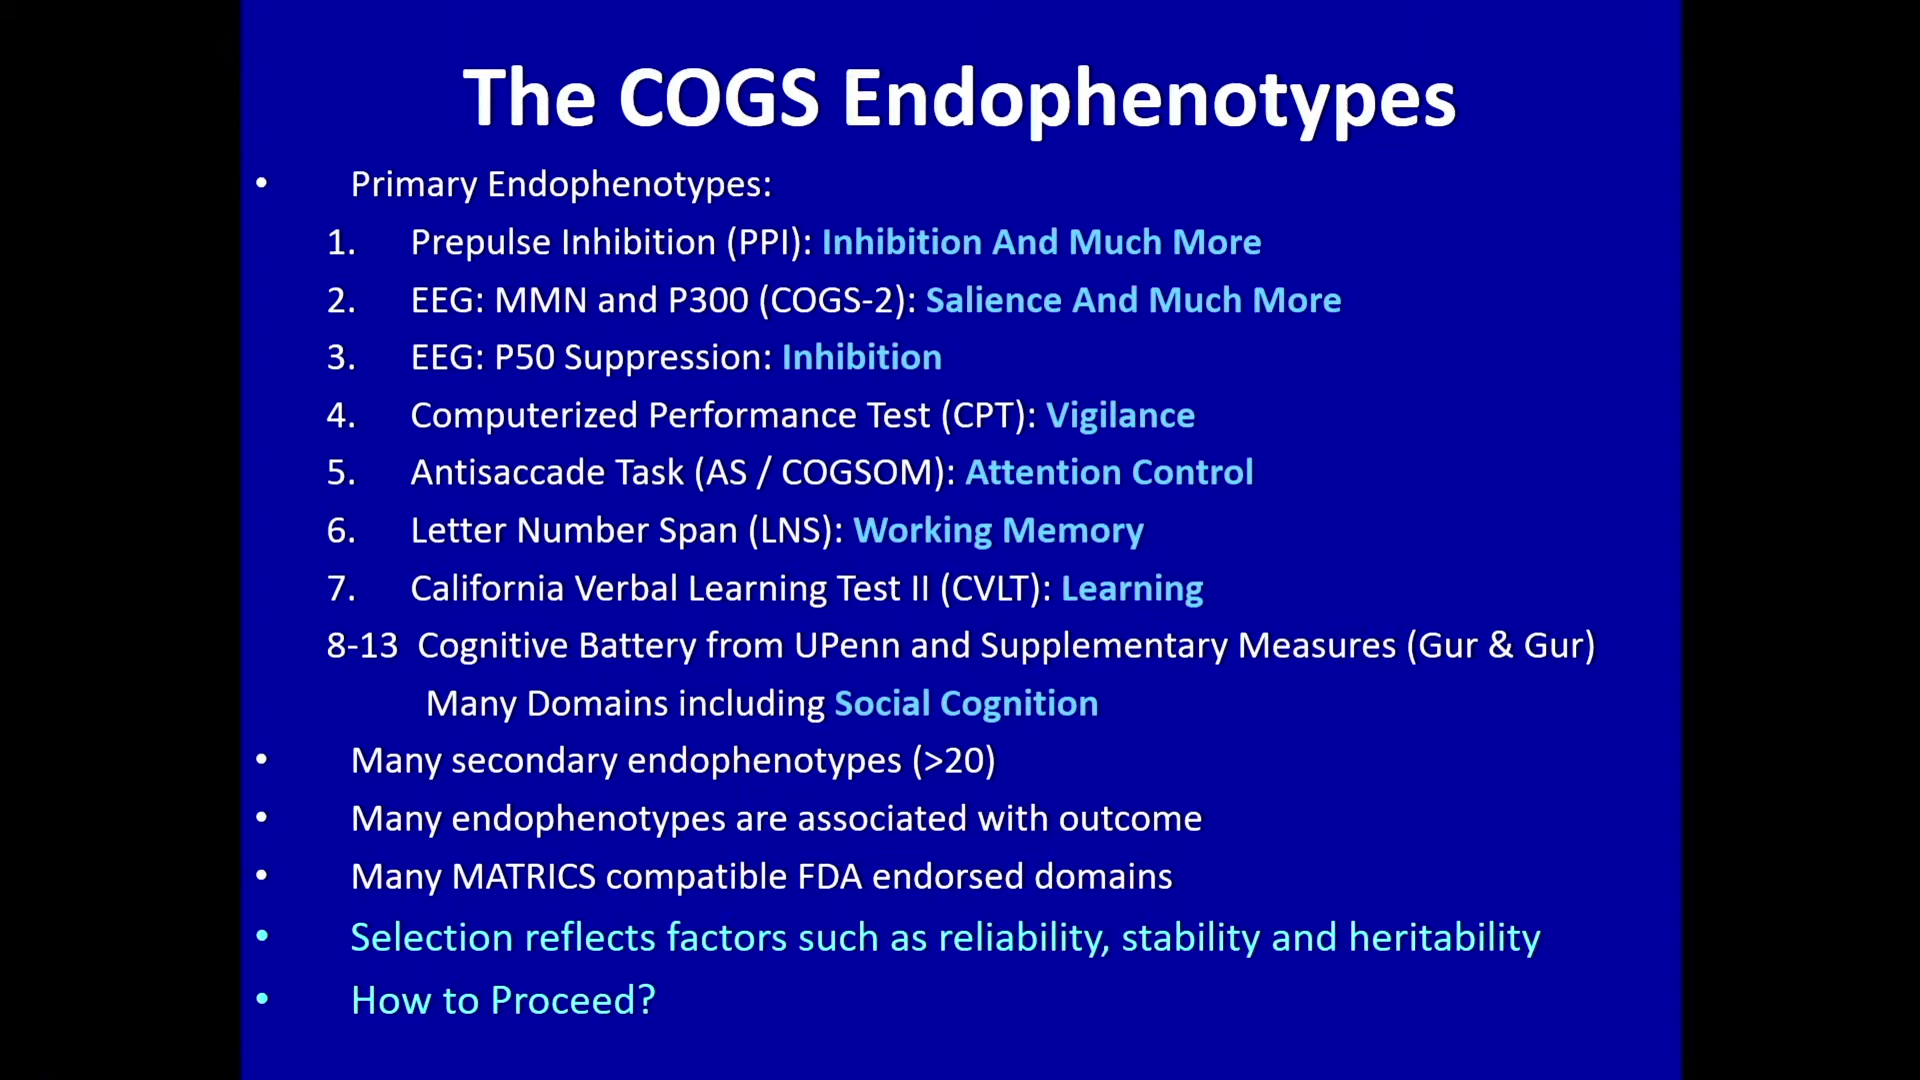 The COGS Endophenotypes
• Primary Endophenotypes:
1. Prepulse Inhibition (PPI): Inhibition And Much More
2. EEG: MMN and P300 (COGS-2): Salience And Much More
3. EEG: P50 Suppression: Inhibition
4. Computerized Performance Test (CPT): Vigilance
5. Antisaccade Task (AS / COGSOM): Attention Control
6. Letter Number Span (LNS): Working Memory
7. California Verbal Learning Test II (CVLT): Learning
8-13 Cognitive Battery from UPenn and Supplementary Measures (Gur & Gur)
Many Domains including Social Cognition
• Many secondary endophenotypes (>20)
• Many endophenotypes are associated with outcome
• Many MATRICS compatible FDA endorsed domains
• Selection reflects factors such as reliability, stability and heritability
• How to Proceed?